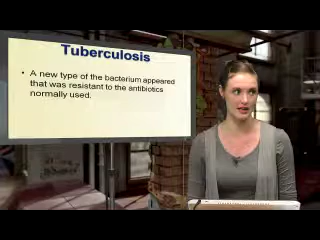 Tuberculosis
• A new type of the bacterium appeared
that was resistant to the antibiotics
normally used.